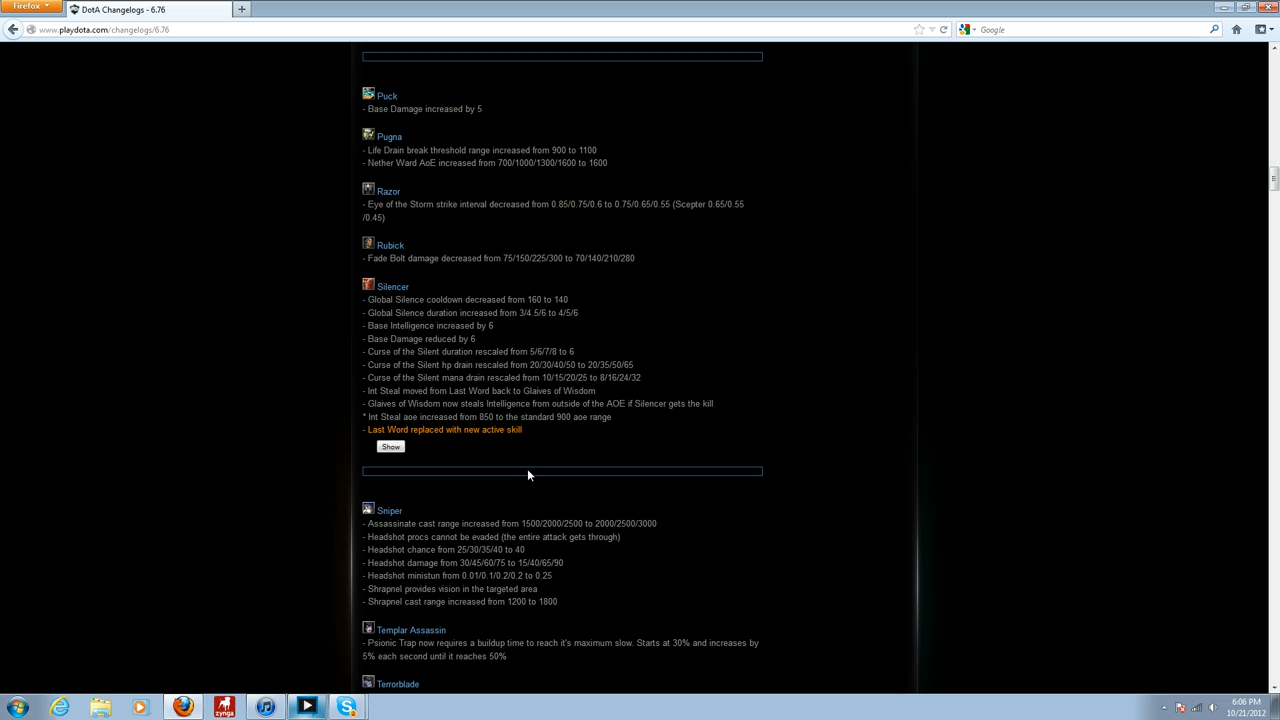 Firefox
DotA Changelogs - 6.76
+
www.playdota.com/changelogs/6.76
Google
Puck
- Base Damage increased by 5
Pugna
- Life Drain break threshold range increased from 900 to 1100
- Nether Ward AoE increased from 700/1000/1300/1600 to 1600
Razor
- Eye of the Storm strike interval decreased from 0.85/0.75/0.6 to 0.75/0.65/0.55 (Scepter 0.65/0.55
/0.45)
Rubick
- Fade Bolt damage decreased from 75/150/225/300 to 70/140/210/280
Silencer
- Global Silence cooldown decreased from 160 to 140
- Global Silence duration increased from 3/4.5/6 to 4/5/6
- Base Intelligence increased by 6
- Base Damage reduced by 6
- Curse of the Silent duration rescaled from 5/6/7/8 to 6
- Curse of the Silent hp drain rescaled from 20/30/40/50 to 20/35/50/65
- Curse of the Silent mana drain rescaled from 10/15/20/25 to 8/16/24/32
- Int Steal moved from Last Word back to Glaives of Wisdom
- Glaives of Wisdom now steals Intelligence from outside of the AOE if Silencer gets the kill
* Int Steal aoe increased from 850 to the standard 900 aoe range
- Last Word replaced with new active skill
Show
Sniper
- Assassinate cast range increased from 1500/2000/2500 to 2000/2500/3000
- Headshot procs cannot be evaded (the entire attack gets through)
- Headshot chance from 25/30/35/40 to 40
- Headshot damage from 30/45/60/75 to 15/40/65/90
- Headshot ministun from 0.01/0.1/0.2/0.2 to 0.25
- Shrapnel provides vision in the targeted area
- Shrapnel cast range increased from 1200 to 1800
Templar Assassin
- Psionic Trap now requires a buildup time to reach it's maximum slow. Starts at 30% and increases by
5% each second until it reaches 50%
Terrorblade
zynga
6:06 PM
10/21/2012